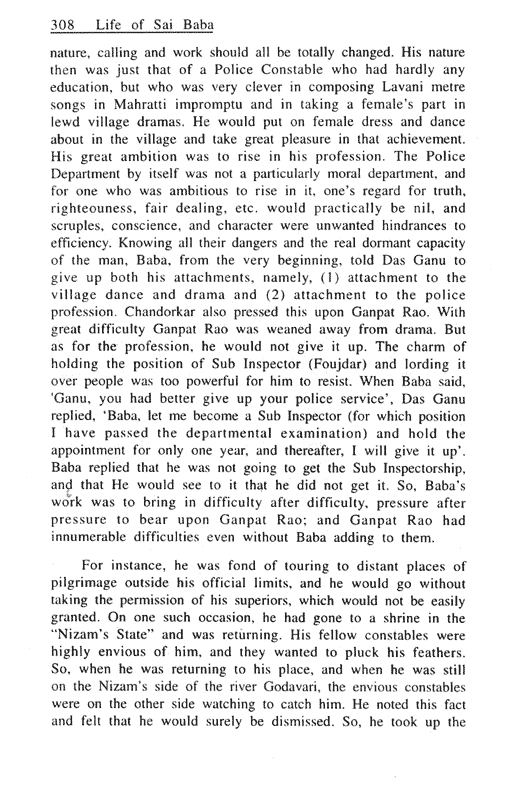 308 Life of Sai Baba
nature, calling and work should all be totally changed. His nature
then was just that of a Police Constable who had hardly any
education, but who was very clever in composing Lavani metre
songs in Mahratti impromptu and in taking a female's part in
lewd village dramas. He would put on female dress and dance
about in the village and take great pleasure in that achievement.
His great ambition was to rise in his profession. The Police
Department by itself was not a particularly moral department, and
for one who was ambitious to rise in it, one's regard for truth,
righteouness, fair dealing, etc. would practically be nil, and
scruples, conscience, and character were unwanted hindrances to
efficiency. Knowing all their dangers and the real dormant capacity
of the man, Baba, from the very beginning, told Das Ganu to
give up both his attachments, namely, (1) attachment to the
village dance and drama and (2) attachment to the police
profession. Chandorkar also pressed this upon Ganpat Rao. With
great difficulty Ganpat Rao was weaned away from drama. But
as for the profession, he would not give it up. The charm of
holding the position of Sub Inspector (Foujdar) and lording it
over people was too powerful for him to resist. When Baba said,
'Ganu, you had better give up your police service', Das Ganu
replied, 'Baba, let me become a Sub Inspector (for which position
I have passed the departmental examination) and hold the
appointment for only one year, and thereafter, I will give it up'.
Baba replied that he was not going to get the Sub Inspectorship,
and that He would see to it that he did not get it. So, Baba's
work was to bring in difficulty after difficulty, pressure after
pressure to bear upon Ganpat Rao; and Ganpat Rao had
innumerable difficulties even without Baba adding to them.
For instance, he was fond of touring to distant places of
pilgrimage outside his official limits, and he would go without
taking the permission of his superiors, which would not be easily
granted. On one such occasion, he had gone to a shrine in the
"Nizam's State" and was returning. His fellow constables were
highly envious of him, and they wanted to pluck his feathers.
So, when he was returning to his place, and when he was still
on the Nizam's side of the river Godavari, the envious constables
were on the other side watching to catch him. He noted this fact
and felt that he would surely be dismissed. So, he took up the